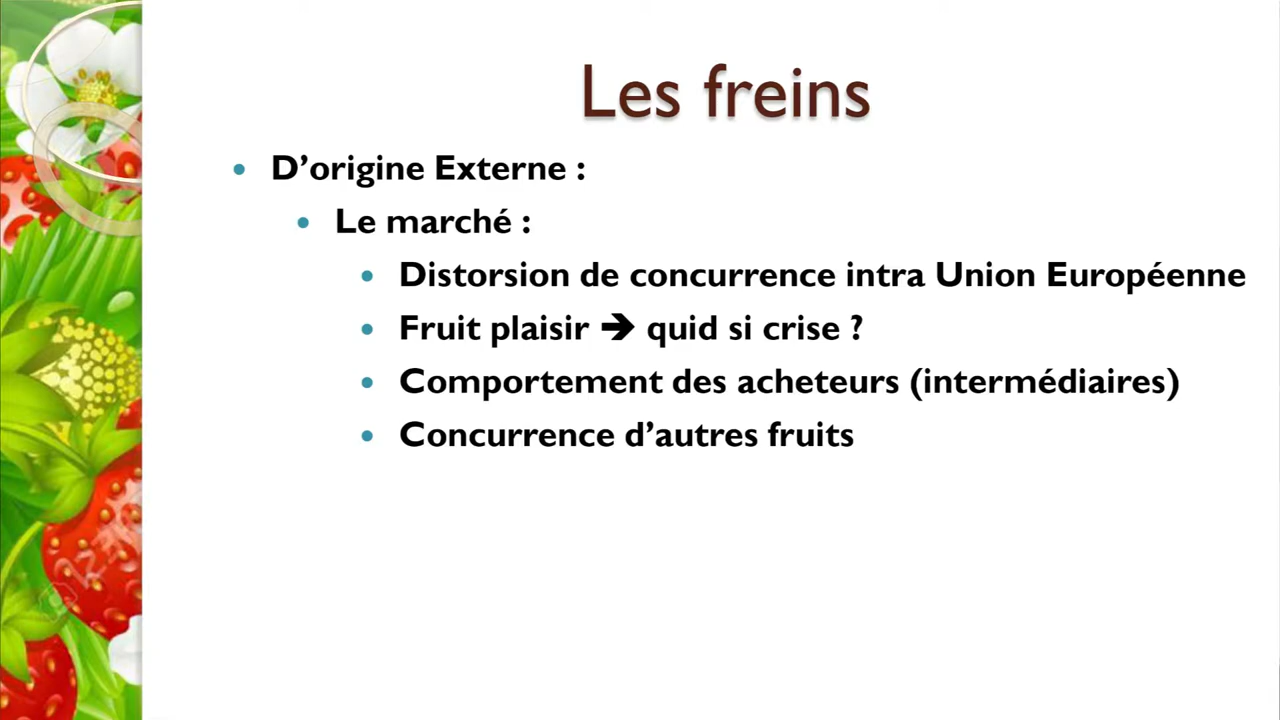 Les freins
• D’origine Externe :
• Le marché :
• Distorsion de concurrence intra Union Européenne
• Fruit plaisir ➔ quid si crise ?
• Comportement des acheteurs (intermédiaires)
• Concurrence d’autres fruits